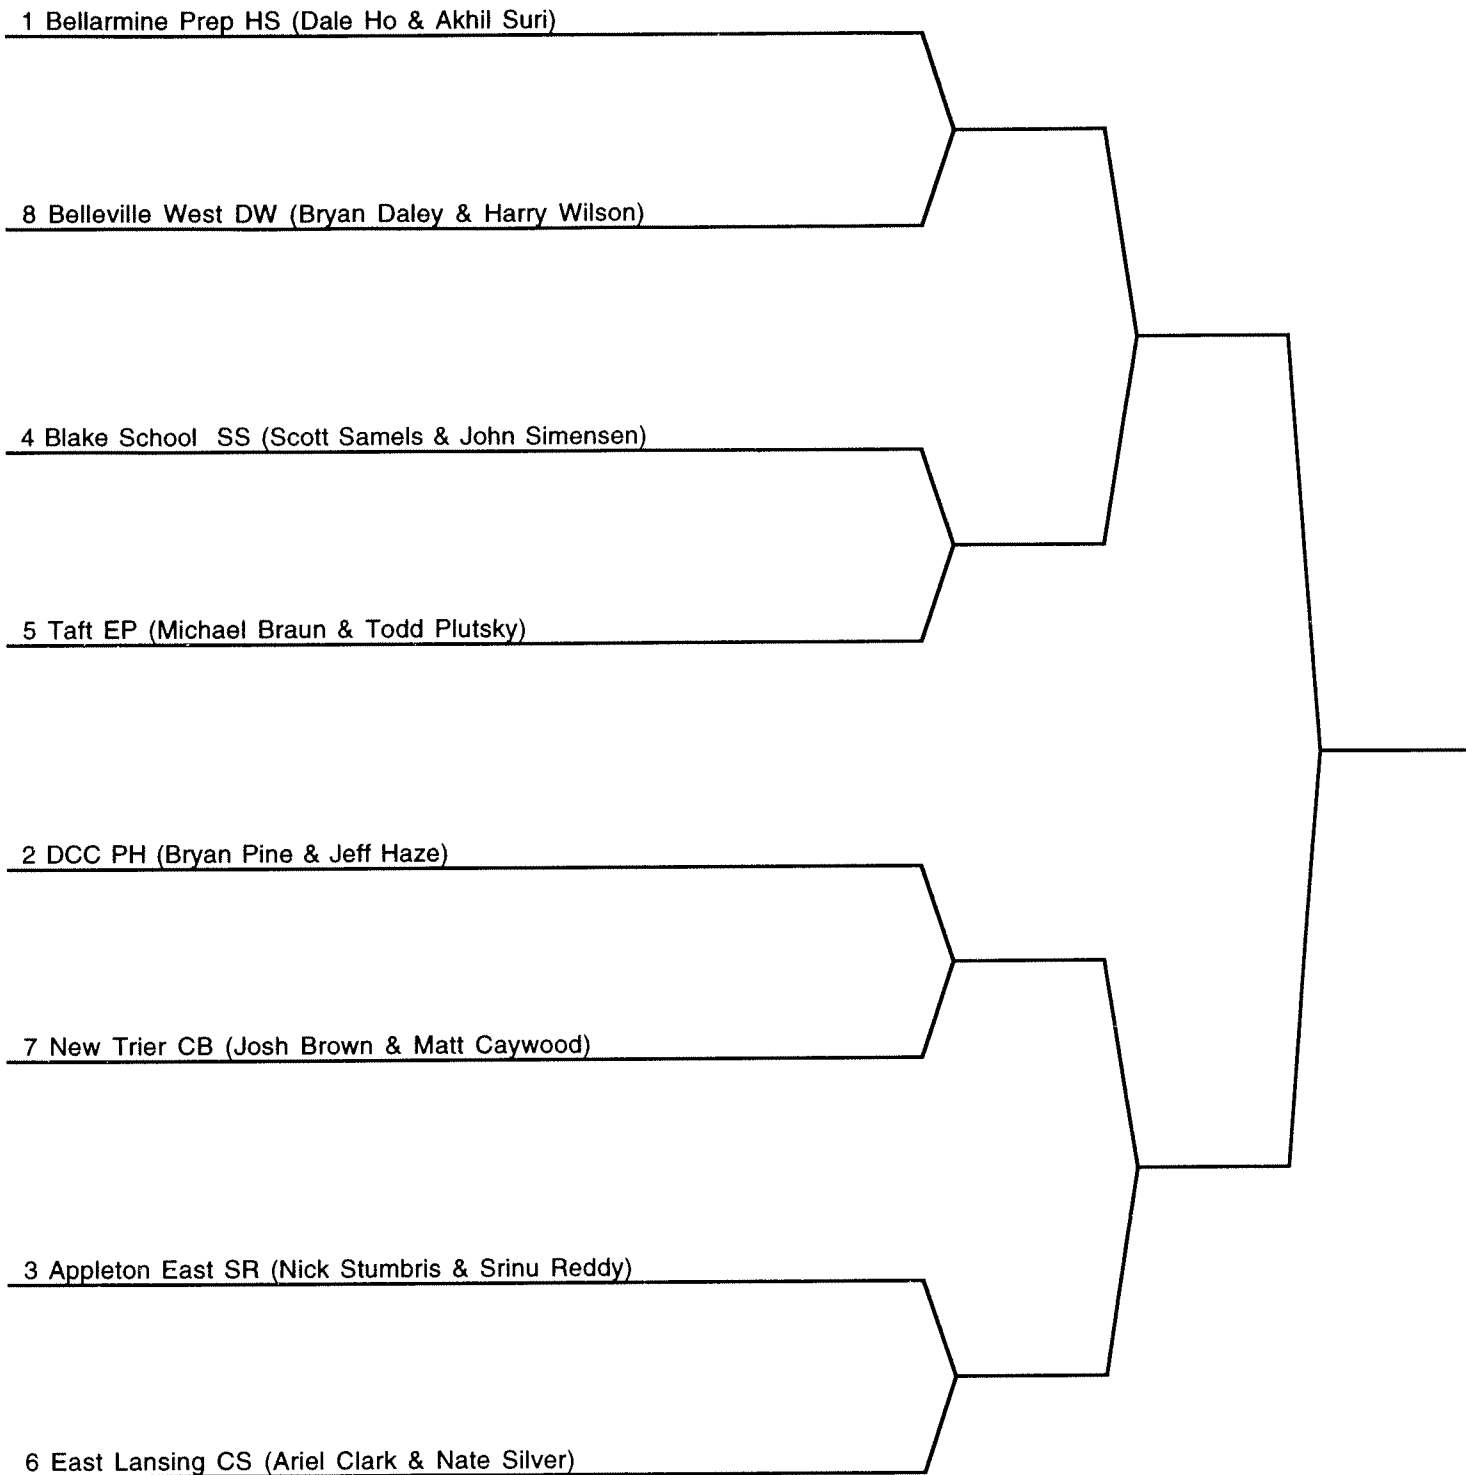 1 Bellarmine Prep HS (Dale Ho & Akhil Suri)
8 Belleville West DW (Bryan Daley & Harry Wilson)
4 Blake School  SS (Scott Samels & John Simensen)
5 Taft EP (Michael Braun & Todd Plutsky)
2 DCC PH (Bryan Pine & Jeff Haze)
7 New Trier CB (Josh Brown & Matt Caywood)
3 Appleton East SR (Nick Stumbris & Srinu Reddy)
6 East Lansing CS (Ariel Clark & Nate Silver)